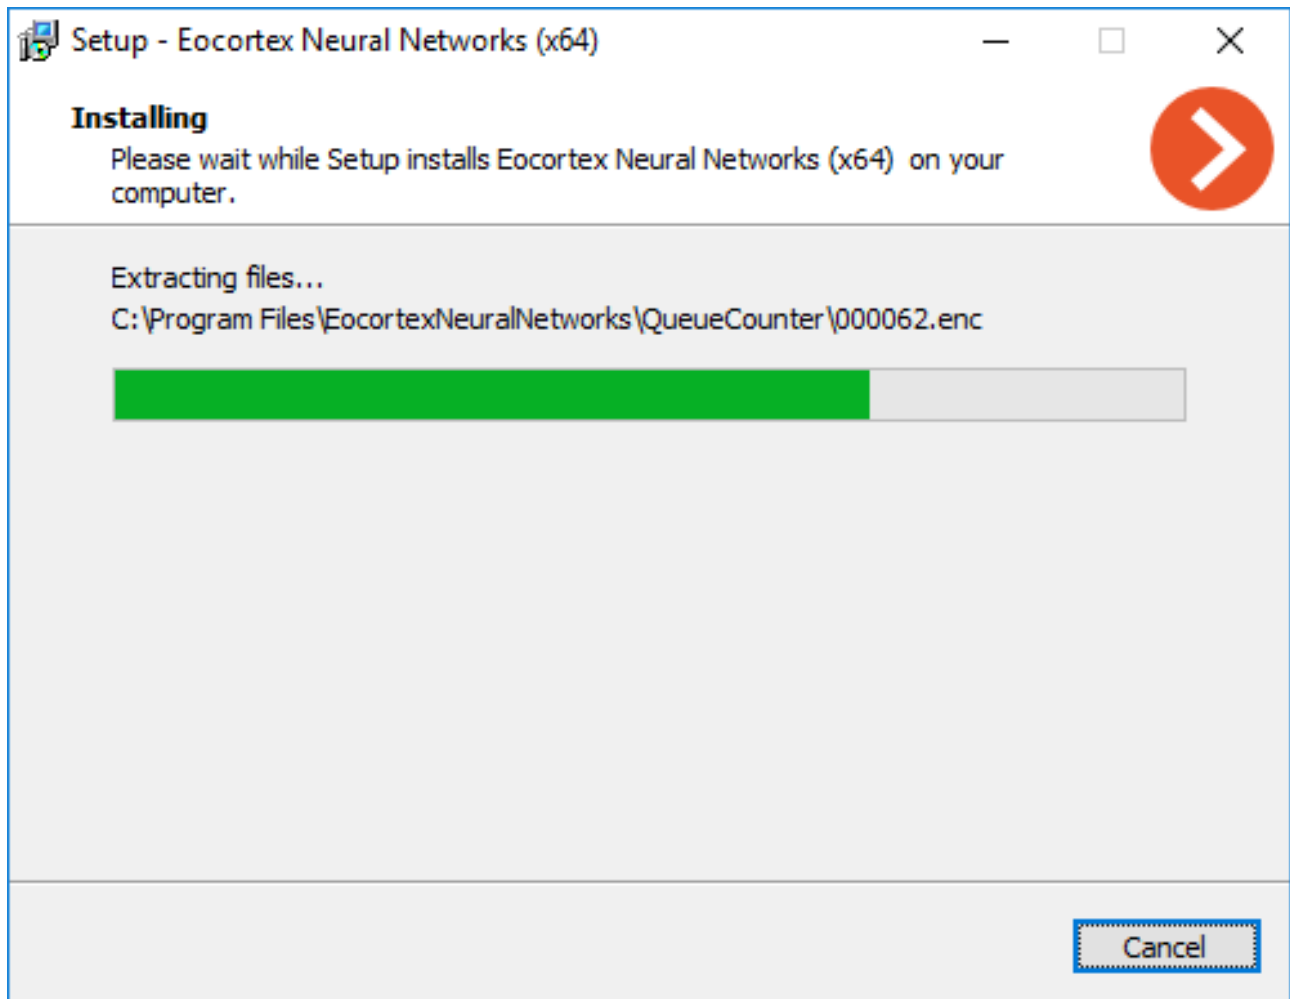 Setup - Eocortex Neural Networks (x64)
Installing
Please wait while Setup installs Eocortex Neural Networks (x64)  on your
computer.
Extracting files...
C:\Program Files\EocortexNeuralNetworks\QueueCounter\000062.enc
Cancel